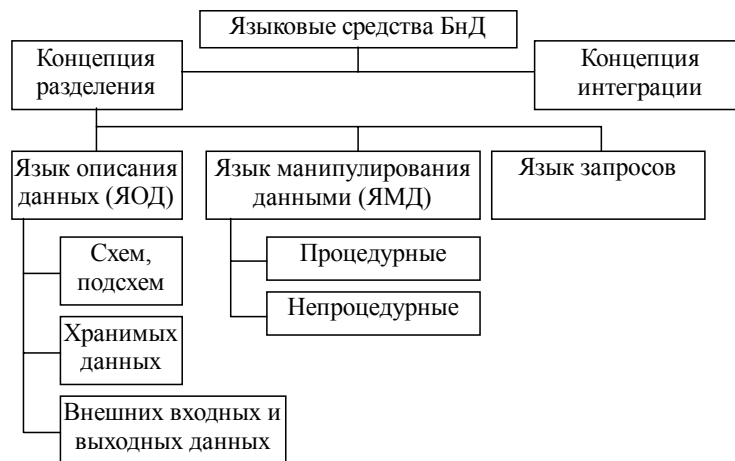 Языковые средства БнД
Концепция
разделения
Концепция
интеграции
Язык описания
данных (ЯОД)
Язык манипулирования
данными (ЯМД)
Язык запросов
Схем,
подсхем
Хранимых
данных
Внешних входных и
выходных данных
Процедурные
Непроцедурные